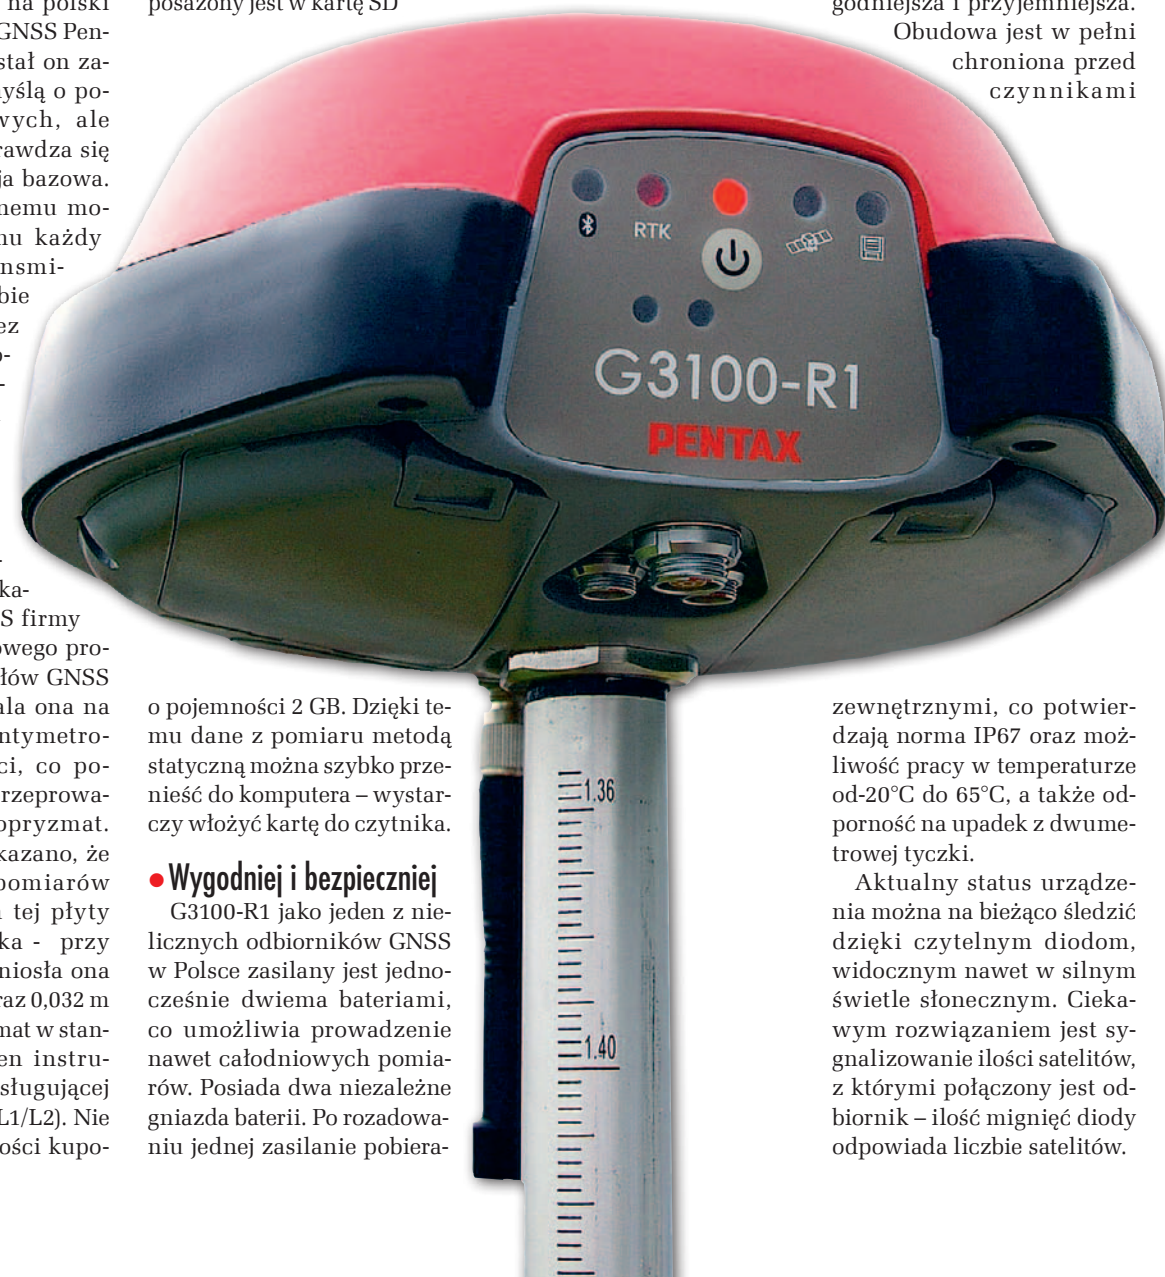 na polski
GNSS Pen-
stał on za-
yślą o po-
wych, ale
rawdza się
ja bazowa.
nemu mo-
nu każdy
nsmi-
bie
ez
ka-
S firmy
owego pro-
łów GNSS
ala ona na
ntymetro-
ci, co po-
rzeprowa-
opryzmat.
kazano, że
pomiarów
tej płyty
ka - przy
niosła ona
raz 0,032 m
mat w stan-
en instru-
sługującej
L1/L2). Nie
ości kupo-
posażony jest w kartę SD
o pojemności 2 GB. Dzięki te-
mu dane z pomiaru metodą
statyczną można szybko prze-
nieść do komputera – wystar-
czy włożyć kartę do czytnika.
• Wygodniej i bezpieczniej
G3100-R1 jako jeden z nie-
licznych odbiorników GNSS
w Polsce zasilany jest jedno-
cześnie dwiema bateriami,
co umożliwia prowadzenie
nawet całodniowych pomia-
rów. Posiada dwa niezależne
gniazda baterii. Po rozadowa-
niu jednej zasilanie pobiera-
RTK
G3100-R1
PENTAX
1.36
1.40
godniejsza i przyjemniejsza.
Obudowa jest w pełni
chroniona przed
czynnikami
zewnętrznymi, co potwier-
dzają norma IP67 oraz moż-
liwość pracy w temperaturze
od-20°C do 65°C, a także od-
porność na upadek z dwume-
trowej tyczki.
Aktualny status urządze-
nia można na bieżąco śledzić
dzięki czytelnym diodom,
widocznym nawet w silnym
świetle słonecznym. Cieka-
wym rozwiązaniem jest sy-
gnalizowanie ilości satelitów,
z którymi połączony jest od-
biornik – ilość mignięć diody
odpowiada liczbie satelitów.